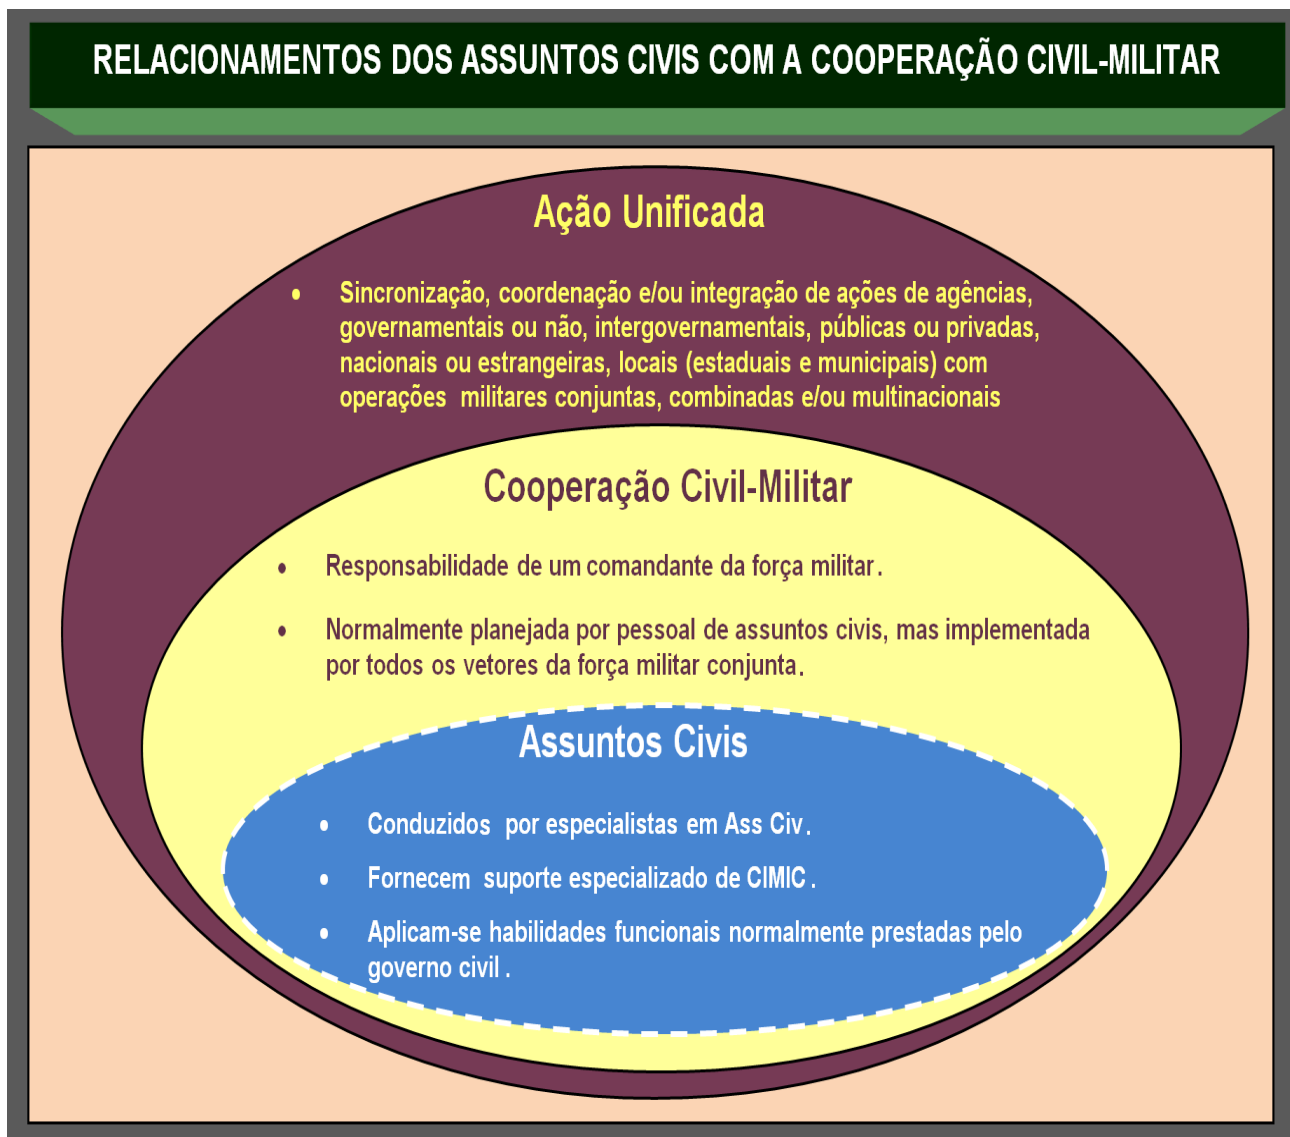 RELACIONAMENTOS DOS ASSUNTOS CIVIS COM A COOPERAÇÃO CIVIL-MILITAR
Ação Unificada
• Sincronização, coordenação e/ou integração de ações de agências,
governamentais ou não, intergovernamentais, públicas ou privadas,
nacionais ou estrangeiras, locais (estaduais e municipais) com
operações militares conjuntas, combinadas e/ou multinacionais
Cooperação Civil-Militar
• Responsabilidade de um comandante da força militar.
• Normalmente planejada por pessoal de assuntos civis, mas implementada
por todos os vetores da força militar conjunta.
Assuntos Civis
• Conduzidos por especialistas em Ass Civ.
• Fornecem suporte especializado de CIMIC.
• Aplicam-se habilidades funcionais normalmente prestadas pelo
governo civil.